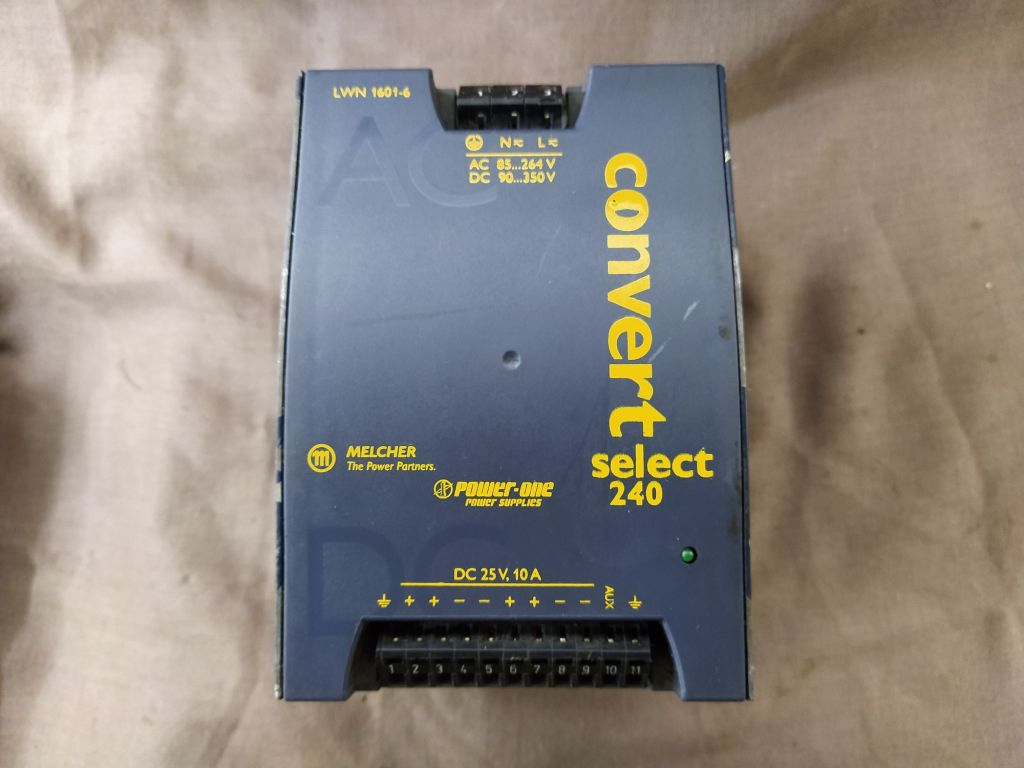 LWN 1601-6
AC
N≂ L≂
AC 85...264 V
DC 90...350 V
convert
select
240
m MELCHER
The Power Partners.
POWER-ONE
POWER SUPPLIES
DC
DC 25 V, 10 A
⏚ + + − − + + − − AUX ⏚
1 2 3 4 5 6 7 8 9 10 11